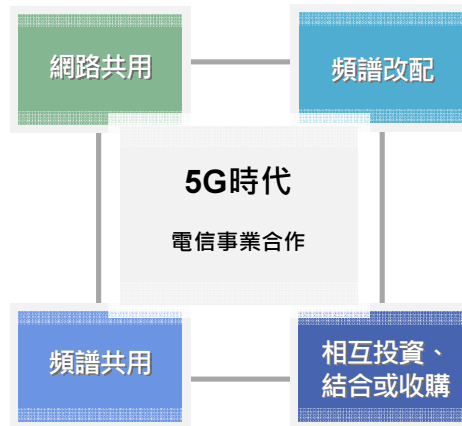 網路共用
頻譜改配
5G時代
電信事業合作
頻譜共用
相互投資、
結合或收購